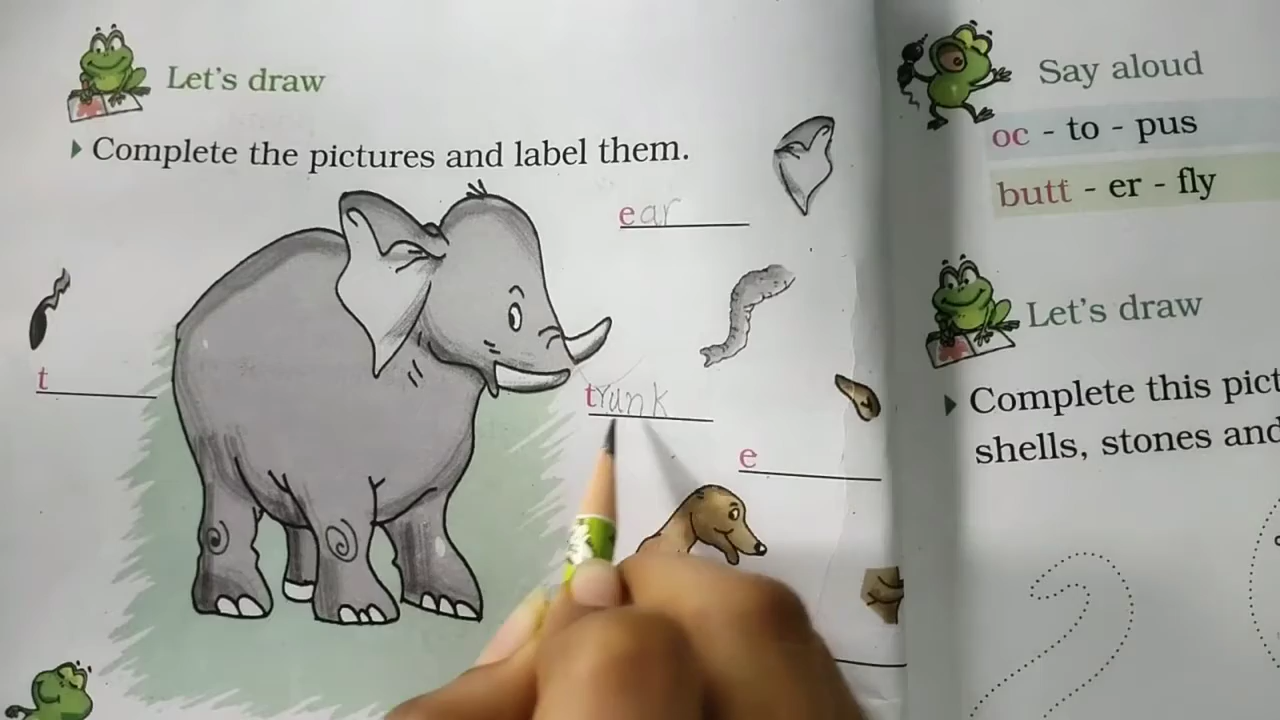 Let's draw
Complete the pictures and label them.
ear
t
trunk
e
Say aloud
oc - to - pus
butt - er - fly
Let's draw
Complete this pict
shells, stones and